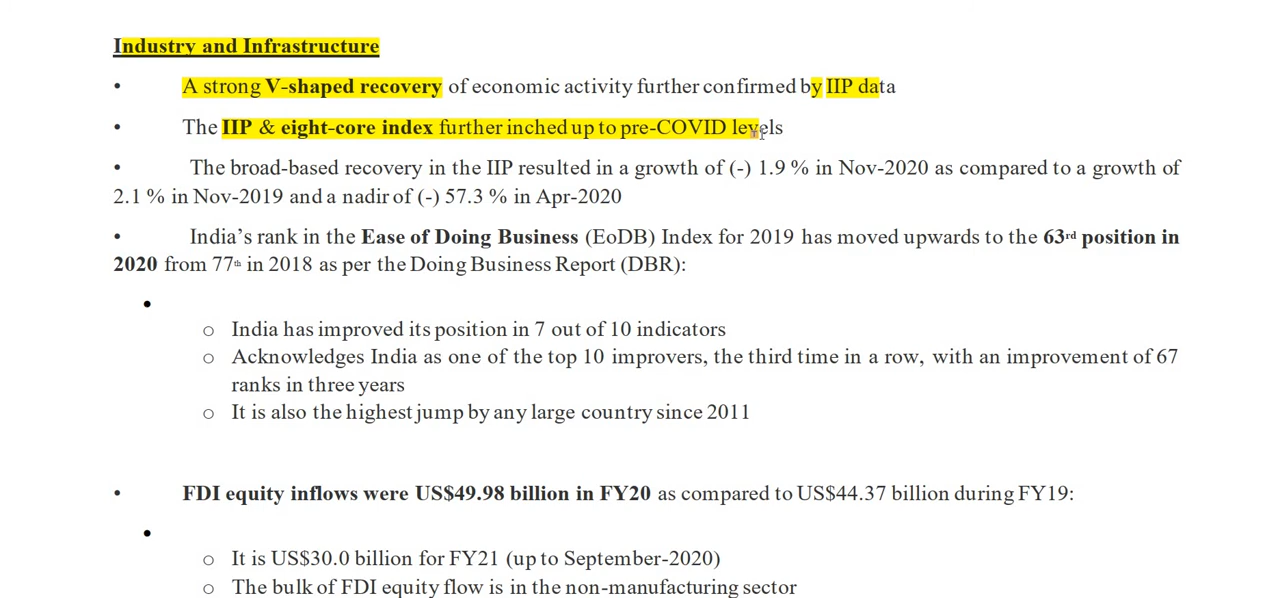 Industry and Infrastructure
• A strong V-shaped recovery of economic activity further confirmed by IIP data
• The IIP & eight-core index further inched up to pre-COVID levels
• The broad-based recovery in the IIP resulted in a growth of (-) 1.9 % in Nov-2020 as compared to a growth of
2.1 % in Nov-2019 and a nadir of (-) 57.3 % in Apr-2020
• India’s rank in the Ease of Doing Business (EoDB) Index for 2019 has moved upwards to the 63rd position in
2020 from 77th in 2018 as per the Doing Business Report (DBR):
•
o India has improved its position in 7 out of 10 indicators
o Acknowledges India as one of the top 10 improvers, the third time in a row, with an improvement of 67
ranks in three years
o It is also the highest jump by any large country since 2011
• FDI equity inflows were US$49.98 billion in FY20 as compared to US$44.37 billion during FY19:
•
o It is US$30.0 billion for FY21 (up to September-2020)
o The bulk of FDI equity flow is in the non-manufacturing sector